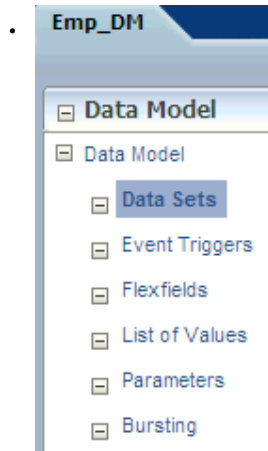 Emp_DM
Data Model
Data Model
Data Sets
Event Triggers
Flexfields
List of Values
Parameters
Bursting